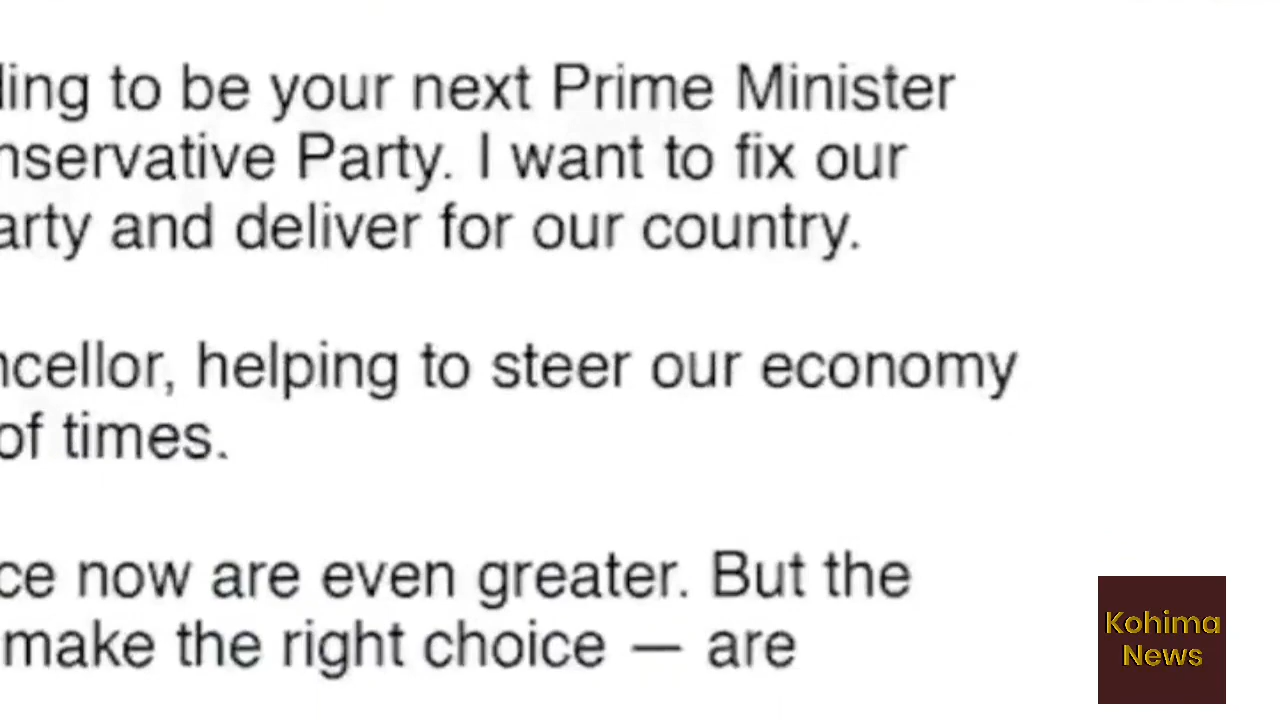 ding to be your next Prime Minister
nservative Party. I want to fix our
arty and deliver for our country.
ncellor, helping to steer our economy
of times.
ce now are even greater. But the
make the right choice — are
Kohima
News